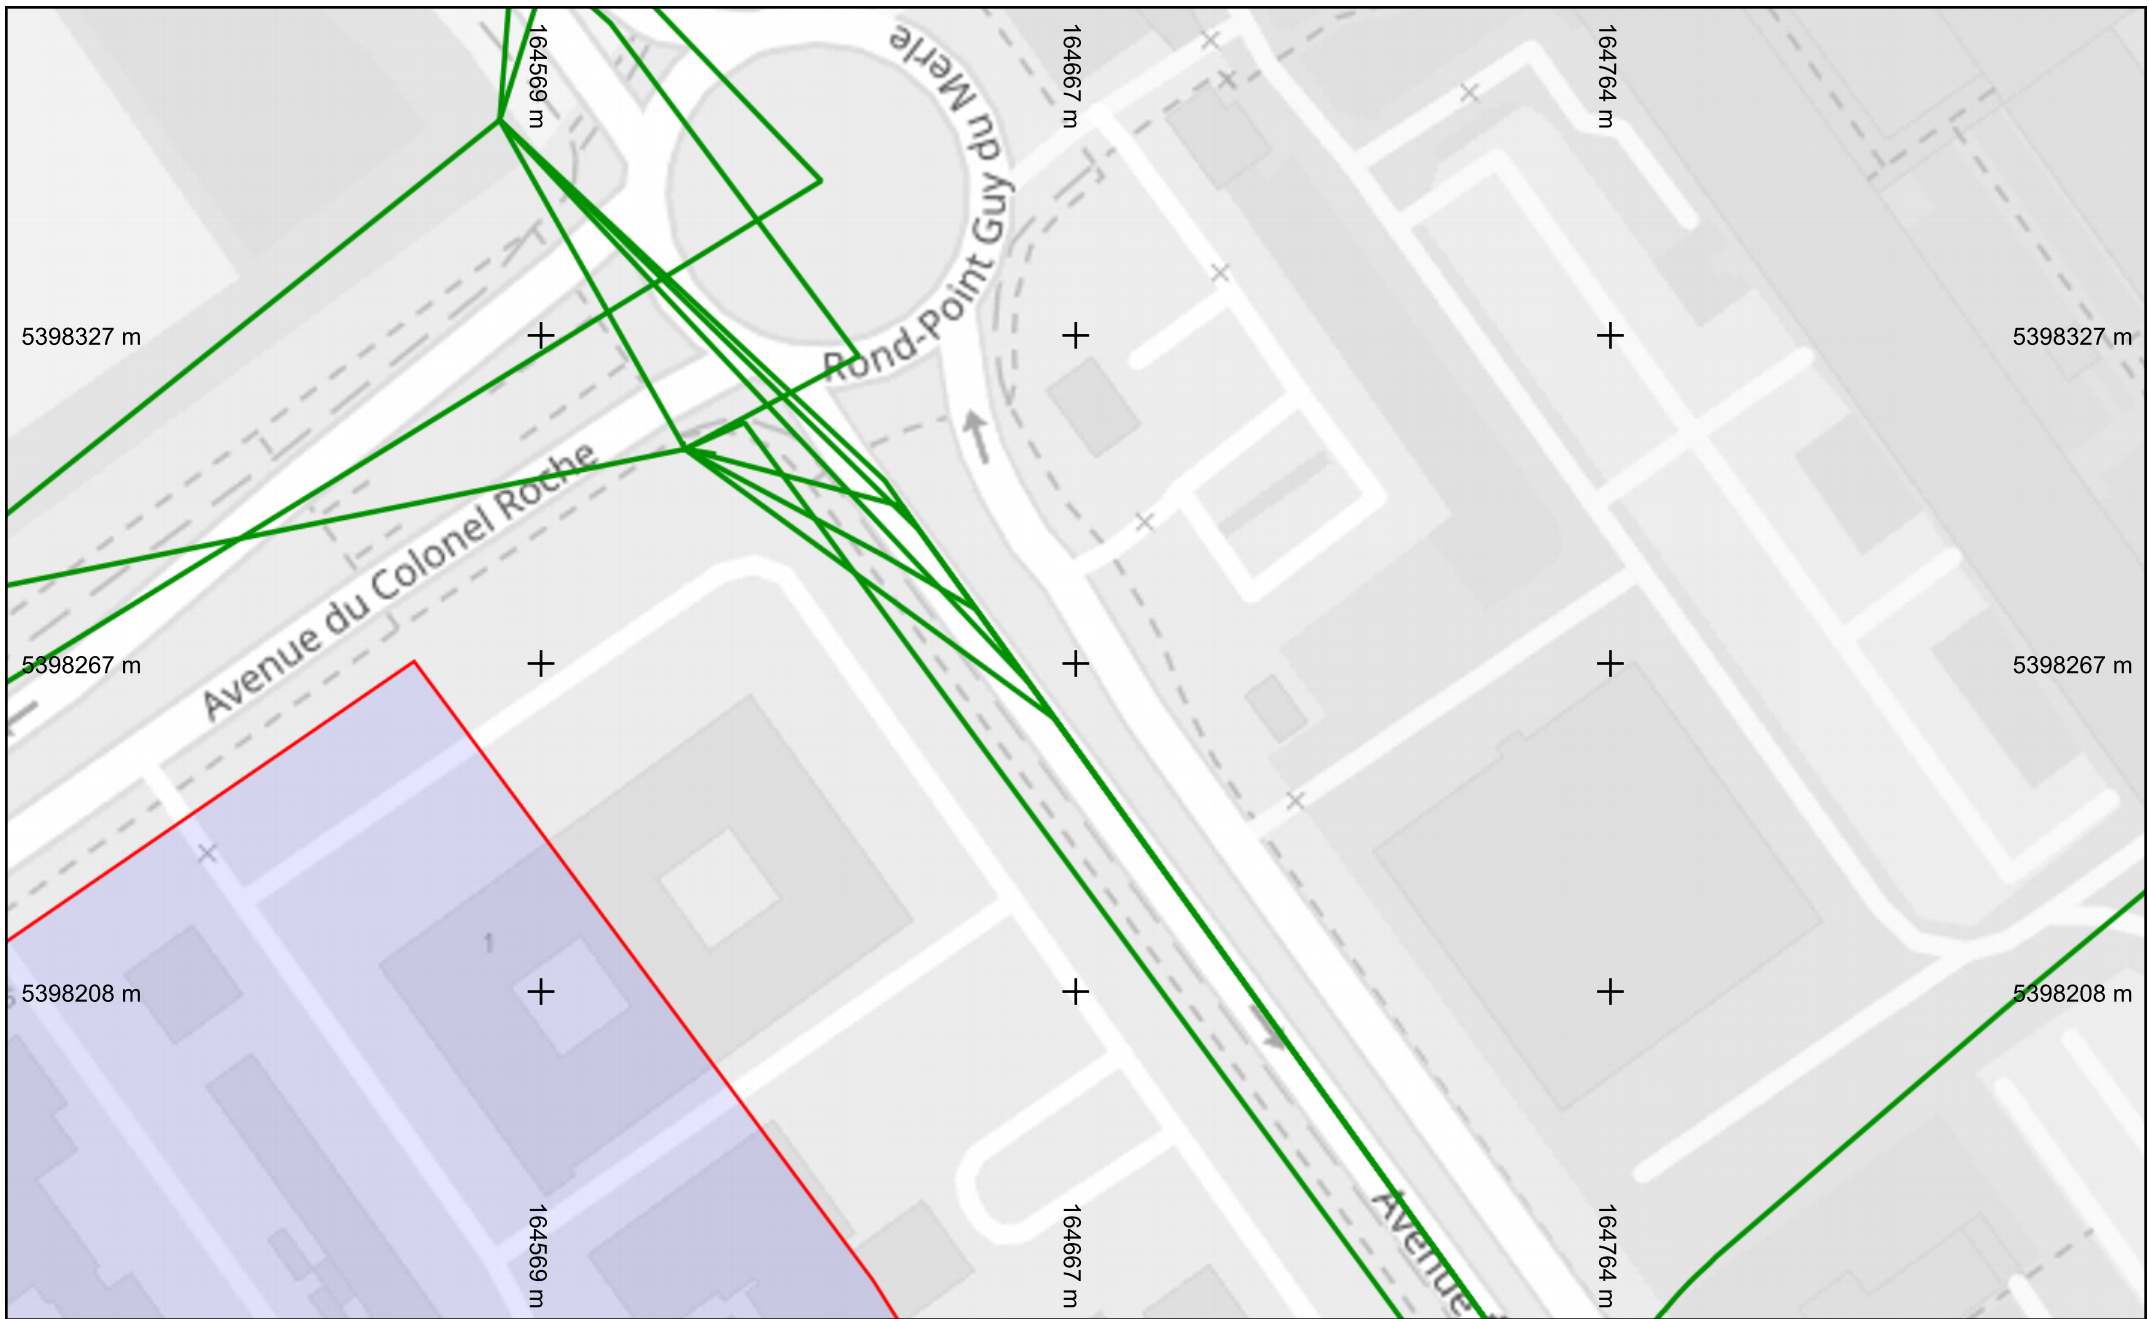 164569 m
164667 m
164764 m
Rond-Point Guy du Merle
5398327 m
5398327 m
Avenue du Colonel Roche
5398267 m
5398267 m
1
5398208 m
5398208 m
164569 m
164667 m
164764 m
Avenue